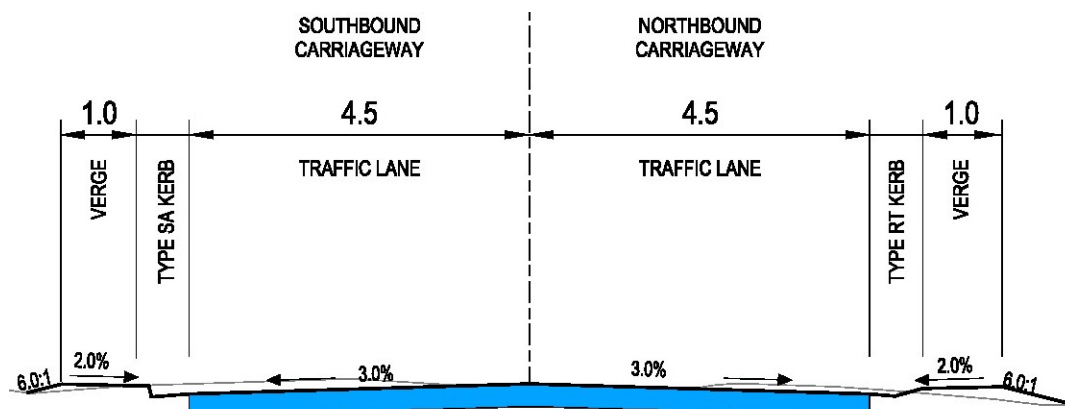 SOUTHBOUND
CARRIAGEWAY
NORTHBOUND
CARRIAGEWAY
1.0
4.5
4.5
1.0
VERGE
TYPE SA KERB
TRAFFIC LANE
TRAFFIC LANE
TYPE RT KERB
VERGE
6.0:1
2.0%
3.0%
3.0%
2.0%
6.0:1